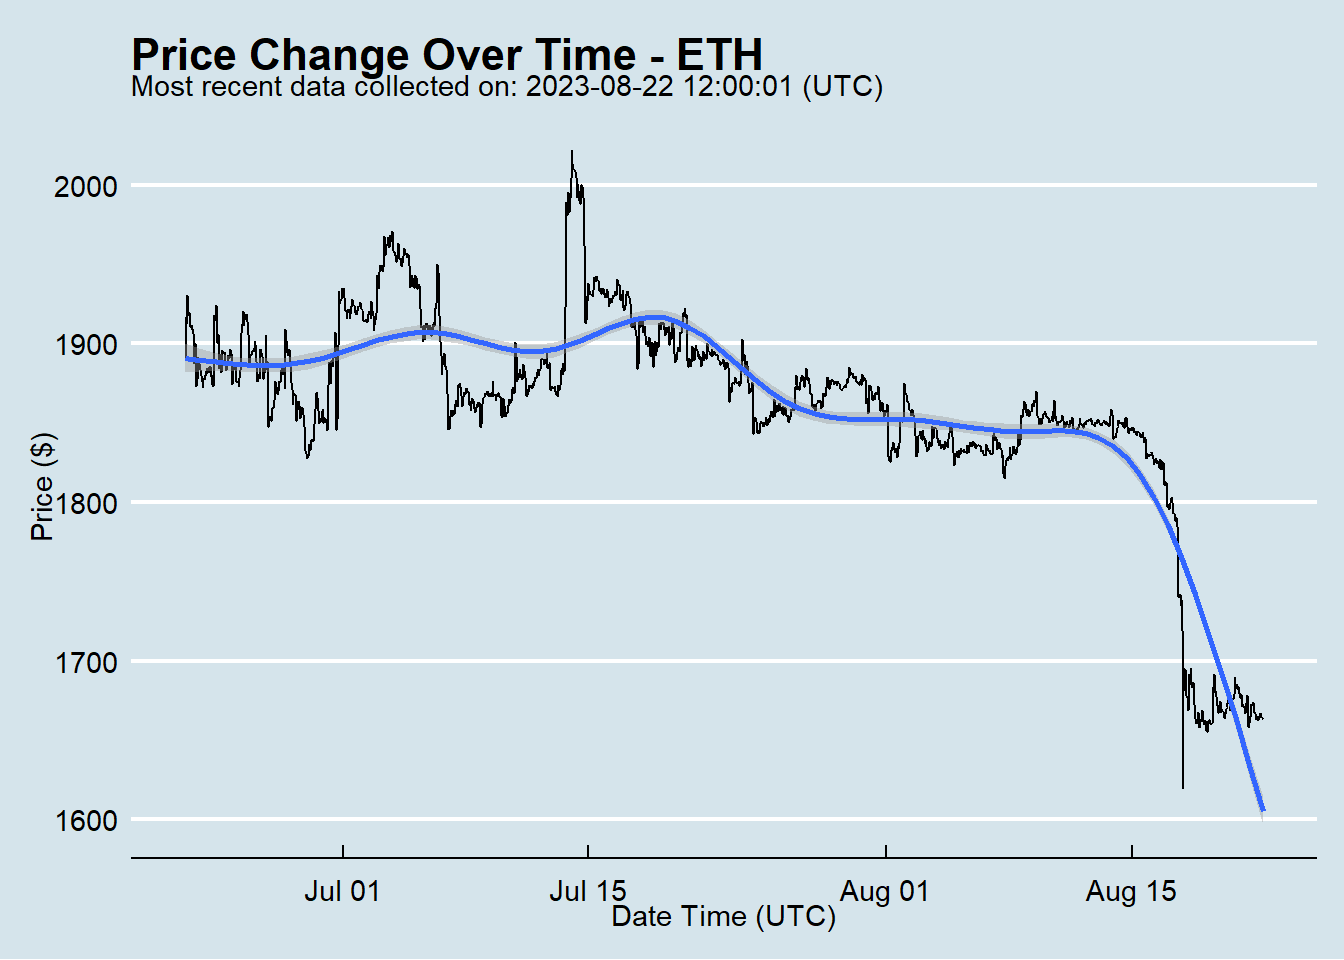 Price Change Over Time - ETH
Most recent data collected on: 2023-08-22 12:00:01 (UTC)
2000
1900
1800
1700
1600
Price ($)
Jul 01
Jul 15
Aug 01
Aug 15
Date Time (UTC)